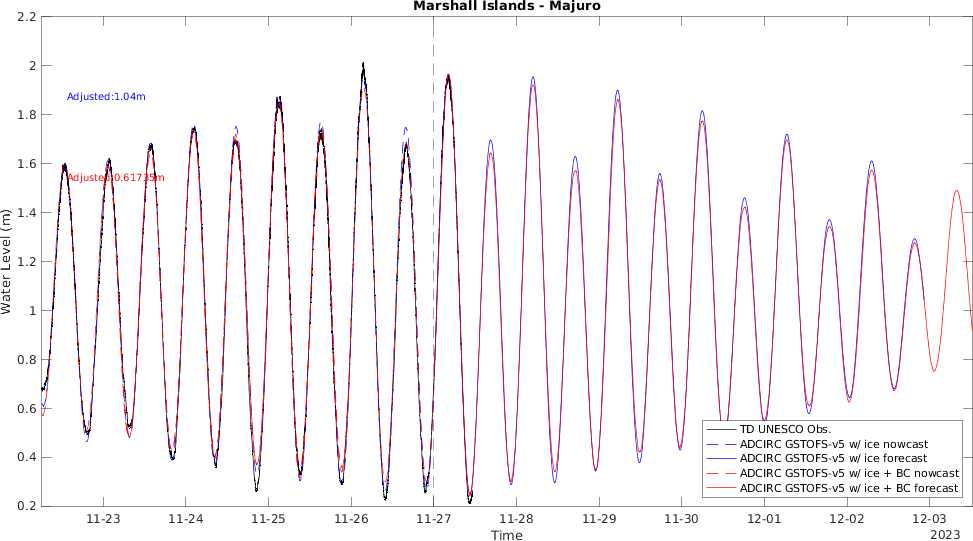 Marshall Islands - Majuro
2.2
2
1.8
1.6
1.4
1.2
1
0.8
0.6
0.4
0.2
Water Level (m)
Adjusted:1.04m
Adjusted:0.61735m
TD UNESCO Obs.
ADCIRC GSTOFS-v5 w/ ice nowcast
ADCIRC GSTOFS-v5 w/ ice forecast
ADCIRC GSTOFS-v5 w/ ice + BC nowcast
ADCIRC GSTOFS-v5 w/ ice + BC forecast
11-23 11-24 11-25 11-26 11-27 11-28 11-29 11-30 12-01 12-02 12-03
2023
Time